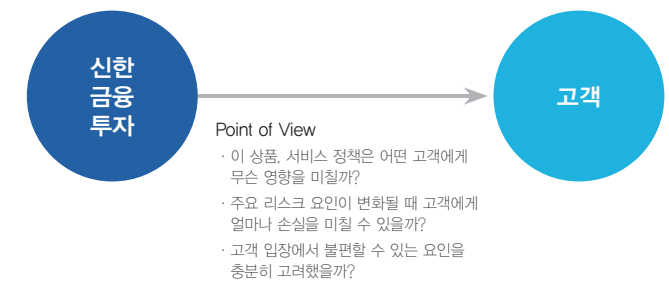 신한
금융
투자
고객
Point of View
· 이 상품, 서비스 정책은 어떤 고객에게
무슨 영향을 미칠까?
· 주요 리스크 요인이 변화될 때 고객에게
얼마나 손실을 미칠 수 있을까?
· 고객 입장에서 불편할 수 있는 요인을
충분히 고려했을까?